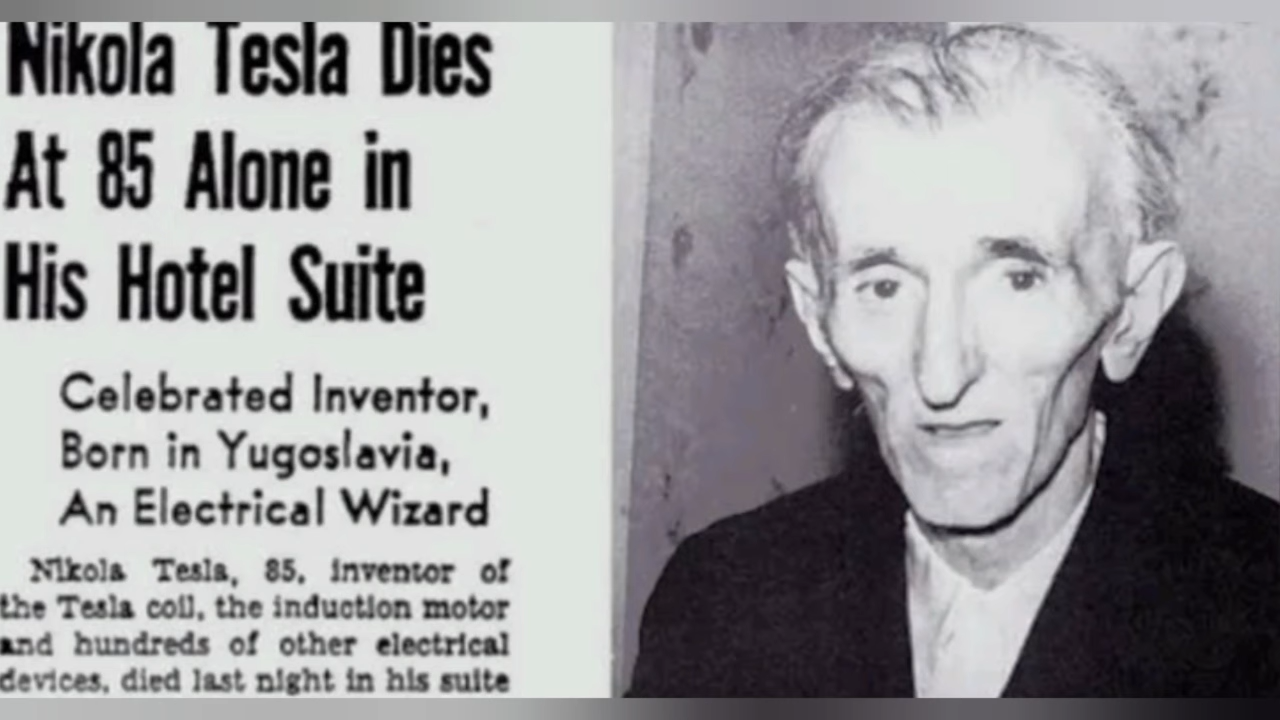 Nikola Tesla Dies
At 85 Alone in
His Hotel Suite
Celebrated Inventor,
Born in Yugoslavia,
An Electrical Wizard
Nikola Tesla, 85, inventor of
the Tesla coil, the induction motor
and hundreds of other electrical
devices, died last night in his suite